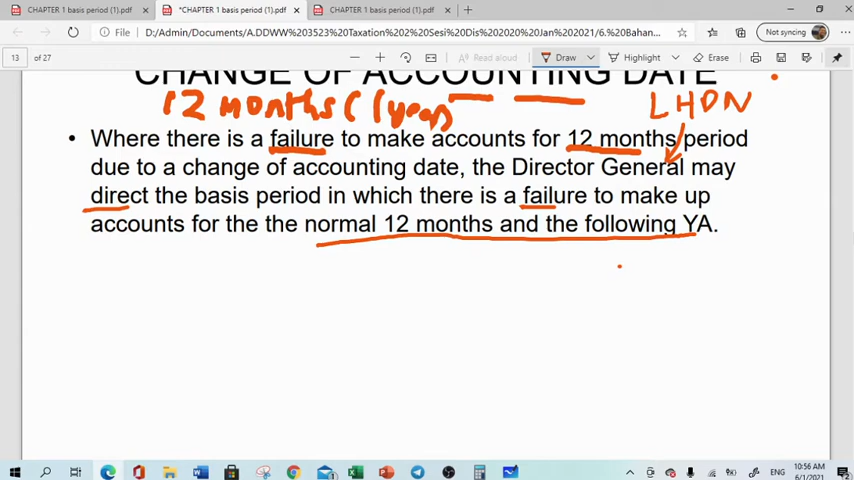 CHAPTER 1 basis period (1).pdf
*CHAPTER 1 basis period (1).pdf
CHAPTER 1 basis period (1).pdf
File
D:/Admin/Documents/A.DDWW%203523%20Taxation%202%20Sesi%20Dis%202020%20Jan%202021/6.Bahan...
Not syncing
13 of 27
Read aloud
Draw
Highlight
Erase
CHANGE OF ACCOUNTING DATE
12 months (1 year)
LHDN
• Where there is a failure to make accounts for 12 months period
due to a change of accounting date, the Director General may
direct the basis period in which there is a failure to make up
accounts for the the normal 12 months and the following YA.
10:56 AM
6/1/2021